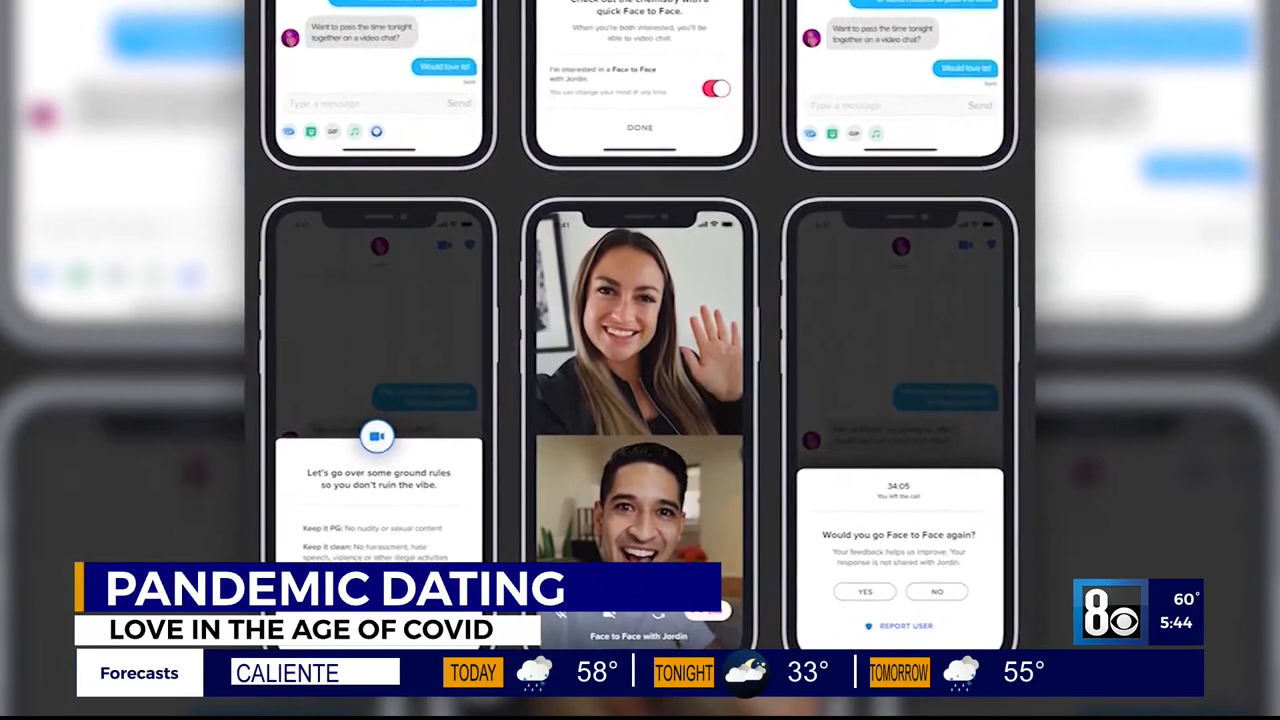 Want to pass the time tonight
together on a video chat?
Would love to!
Sent
Type a message
Send
GIF
quick Face to Face.
When you're both interested, you'll be
able to video chat.
I'm interested in a Face to Face
with Jordin.
You can change your mind at any time.
DONE
Want to pass the time tonight
together on a video chat?
Would love to!
Sent
Type a message
Send
GIF
Let's go over some ground rules
so you don't ruin the vibe.
Keep it PG: No nudity or sexual content
Keep it clean: No harassment, hate
speech, violence or other illegal activities
Face to Face with Jordin
34:05
You left the call
Would you go Face to Face again?
Your feedback helps us improve. Your
response is not shared with Jordin.
YES
NO
REPORT USER
PANDEMIC DATING
LOVE IN THE AGE OF COVID
8
60°
5:44
Forecasts
CALIENTE
TODAY
58°
TONIGHT
33°
TOMORROW
55°